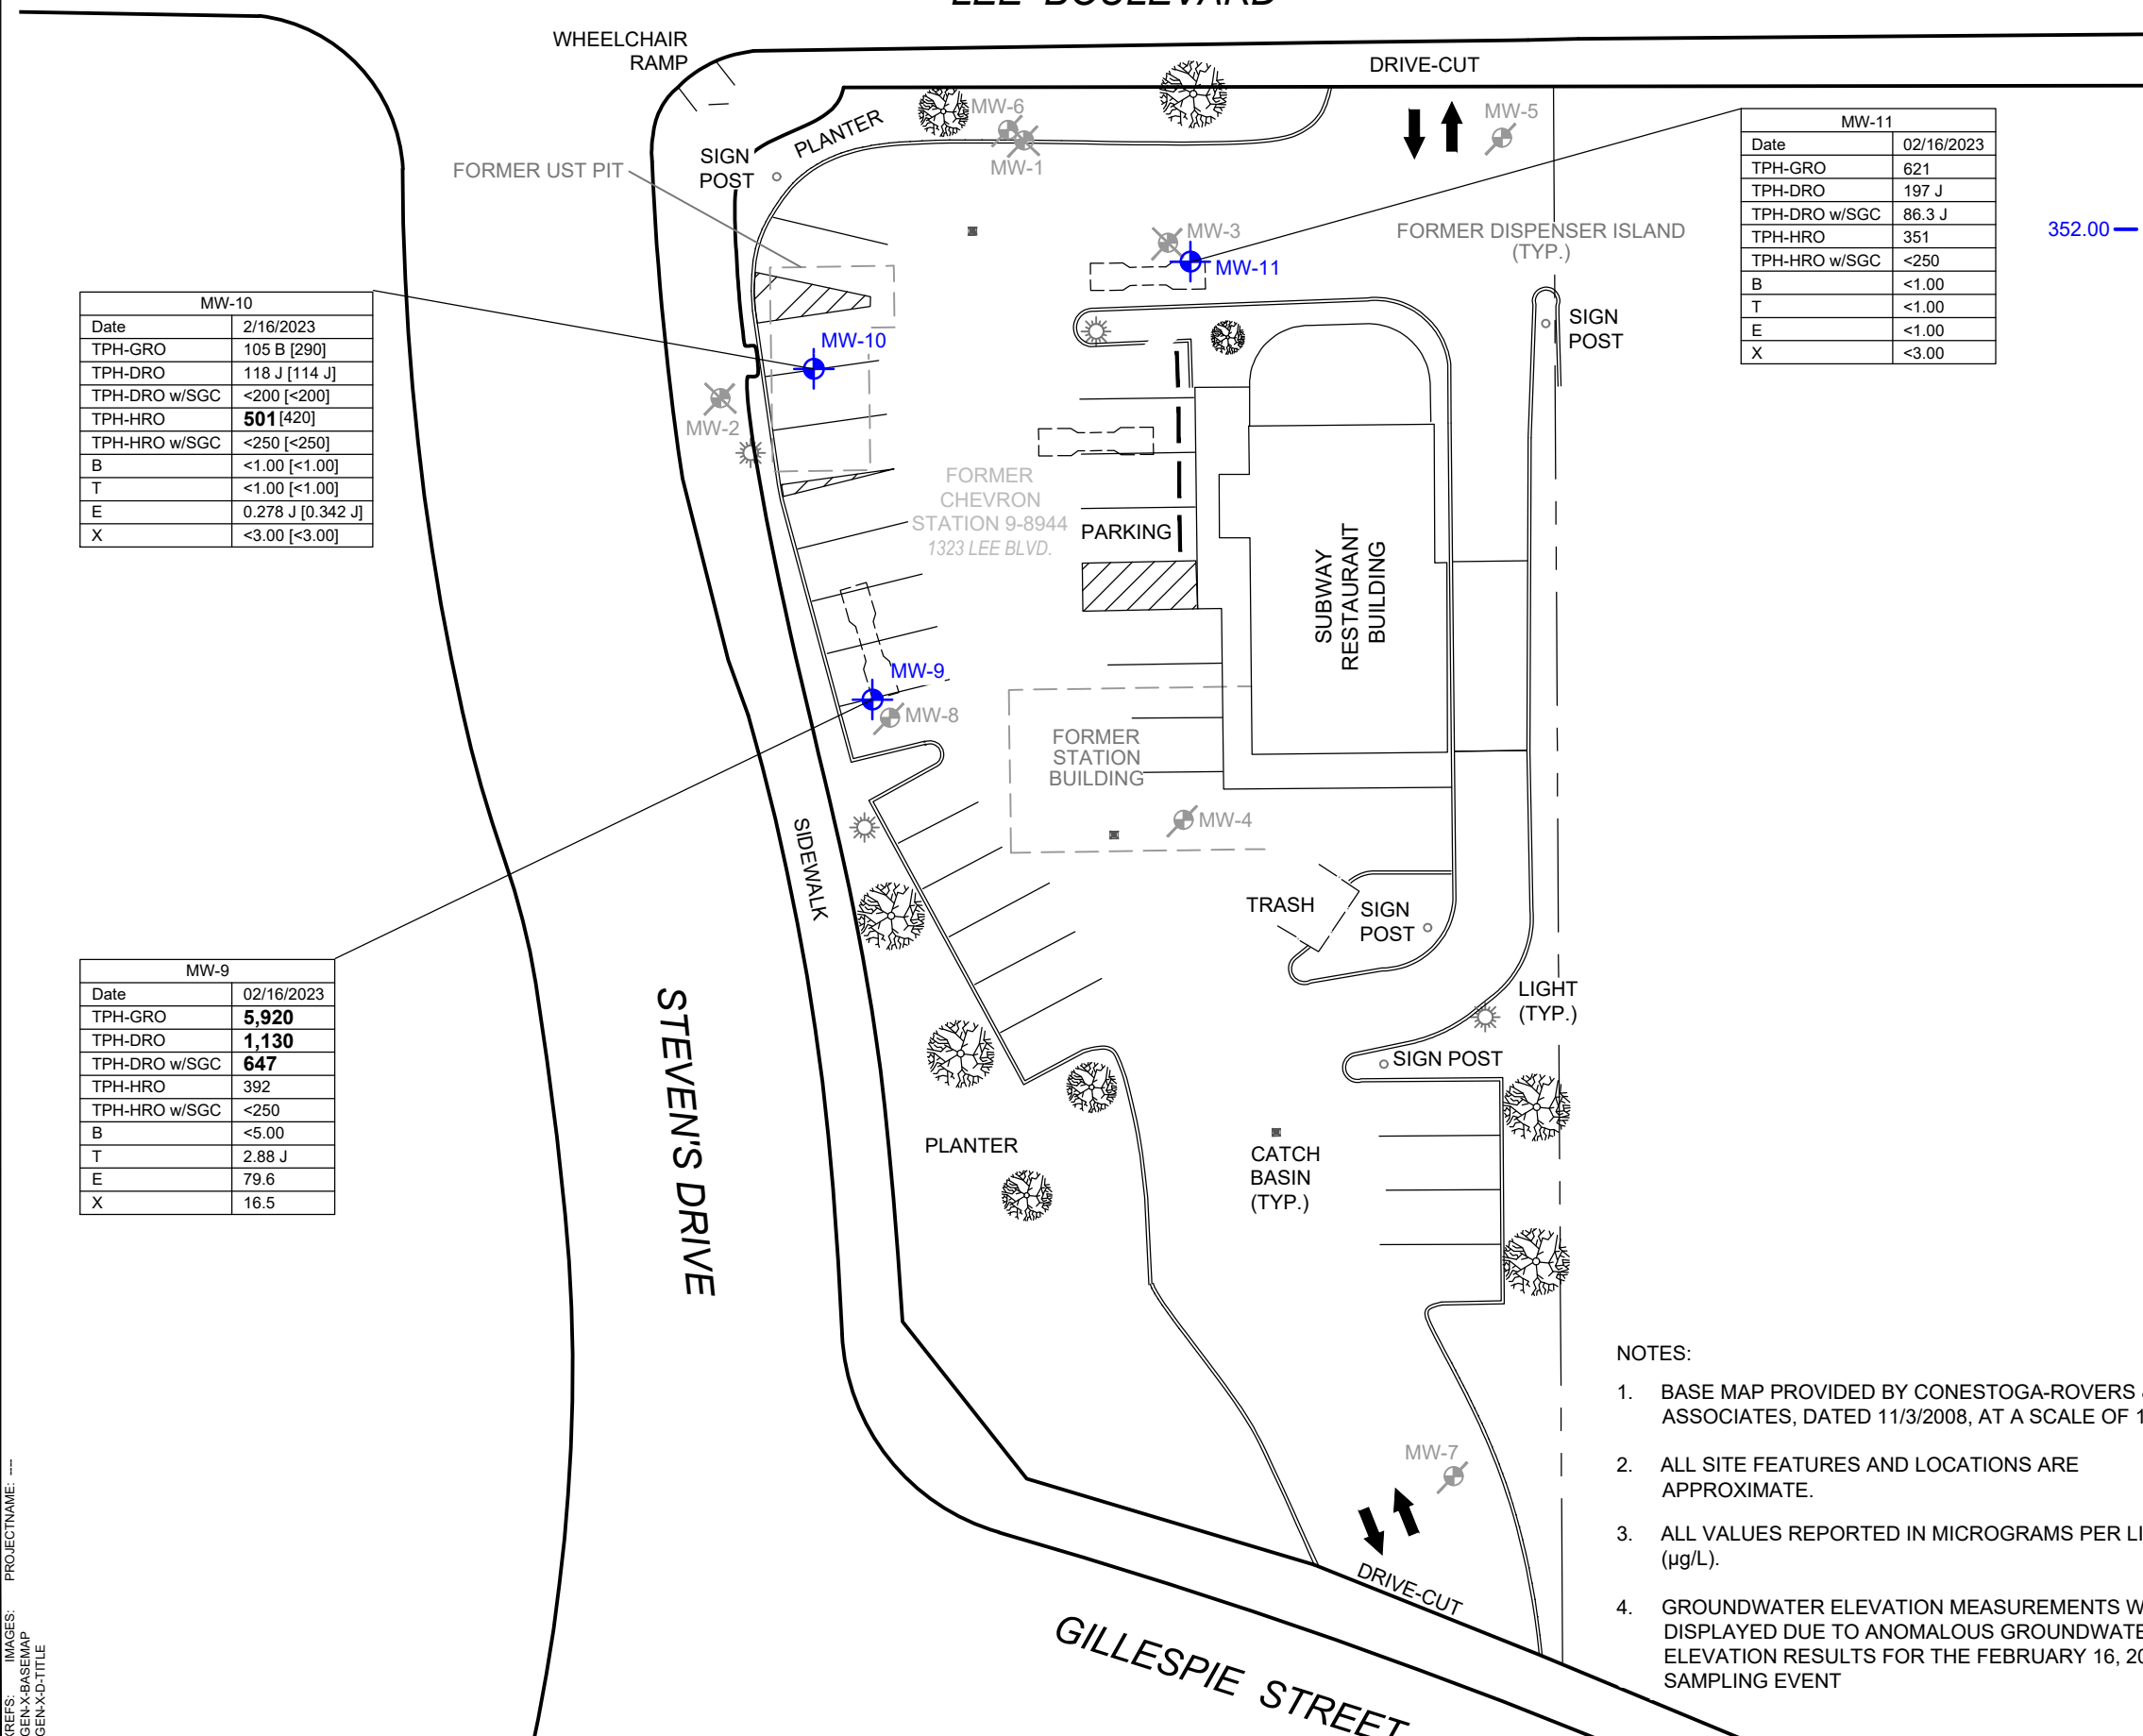 LEE BOULEVARD
WHEELCHAIR
RAMP
DRIVE-CUT
PLANTER
MW-6
MW-1
MW-5
SIGN
POST
FORMER UST PIT
MW-3
MW-11
FORMER DISPENSER ISLAND
(TYP.)
MW-11
Date 02/16/2023
TPH-GRO 621
TPH-DRO 197 J
TPH-DRO w/SGC 86.3 J
TPH-HRO 351
TPH-HRO w/SGC <250
B <1.00
T <1.00
E <1.00
X <3.00
352.00
SIGN
POST
MW-10
Date 2/16/2023
TPH-GRO 105 B [290]
TPH-DRO 118 J [114 J]
TPH-DRO w/SGC <200 [<200]
TPH-HRO 501 [420]
TPH-HRO w/SGC <250 [<250]
B <1.00 [<1.00]
T <1.00 [<1.00]
E 0.278 J [0.342 J]
X <3.00 [<3.00]
MW-10
MW-2
FORMER
CHEVRON
STATION 9-8944
1323 LEE BLVD.
PARKING
SUBWAY
RESTAURANT
BUILDING
MW-9
MW-8
FORMER
STATION
BUILDING
MW-4
SIDEWALK
TRASH
SIGN
POST
MW-9
Date 02/16/2023
TPH-GRO 5,920
TPH-DRO 1,130
TPH-DRO w/SGC 647
TPH-HRO 392
TPH-HRO w/SGC <250
B <5.00
T 2.88 J
E 79.6
X 16.5
STEVEN'S DRIVE
LIGHT
(TYP.)
SIGN POST
PLANTER
CATCH
BASIN
(TYP.)
MW-7
DRIVE-CUT
GILLESPIE STREET
NOTES:
1. BASE MAP PROVIDED BY CONESTOGA-ROVERS
ASSOCIATES, DATED 11/3/2008, AT A SCALE OF 1
2. ALL SITE FEATURES AND LOCATIONS ARE
APPROXIMATE.
3. ALL VALUES REPORTED IN MICROGRAMS PER
(µg/L).
4. GROUNDWATER ELEVATION MEASUREMENTS
DISPLAYED DUE TO ANOMALOUS
ELEVATION RESULTS FOR THE FEBRUARY 16,
SAMPLING EVENT
IMAGES: PROJECTNAME: ----
GEN-X-BASEMAP
GEN-X-D-TITLE